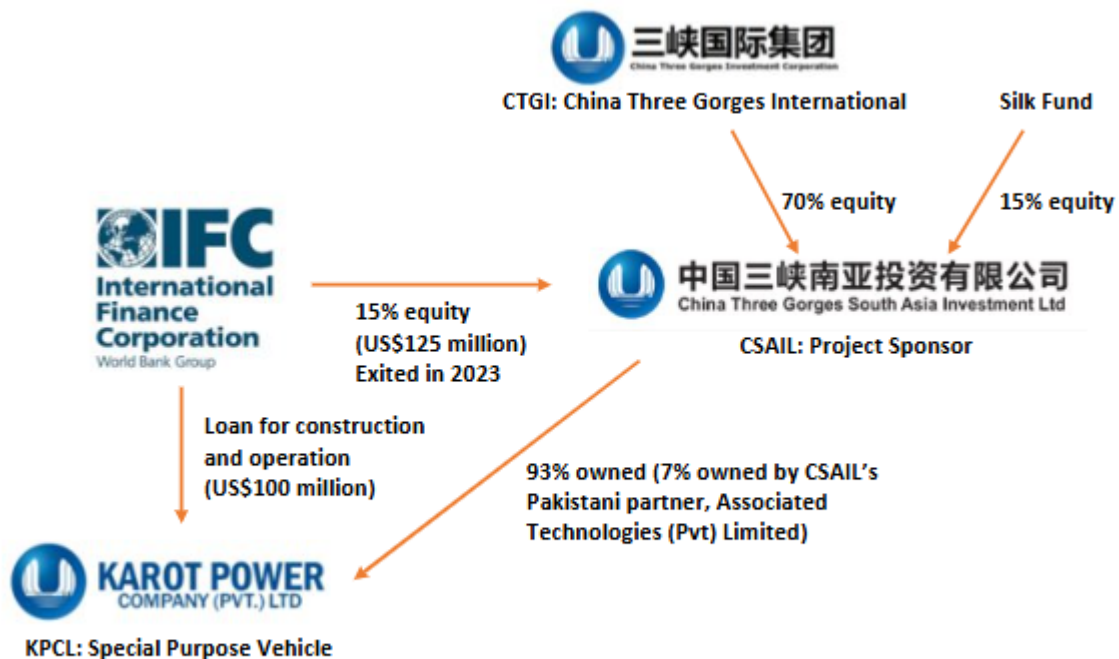 三峡国际集团
China Three Gorges Investment Corporation
CTGI: China Three Gorges International
Silk Fund
70% equity
15% equity
IFC
International
Finance
Corporation
World Bank Group
15% equity
(US$125 million)
Exited in 2023
中国三峡南亚投资有限公司
China Three Gorges South Asia Investment Ltd
CSAIL: Project Sponsor
Loan for construction
and operation
(US$100 million)
93% owned (7% owned by CSAIL's
Pakistani partner, Associated
Technologies (Pvt) Limited)
KAROT POWER
COMPANY (PVT.) LTD
KPCL: Special Purpose Vehicle